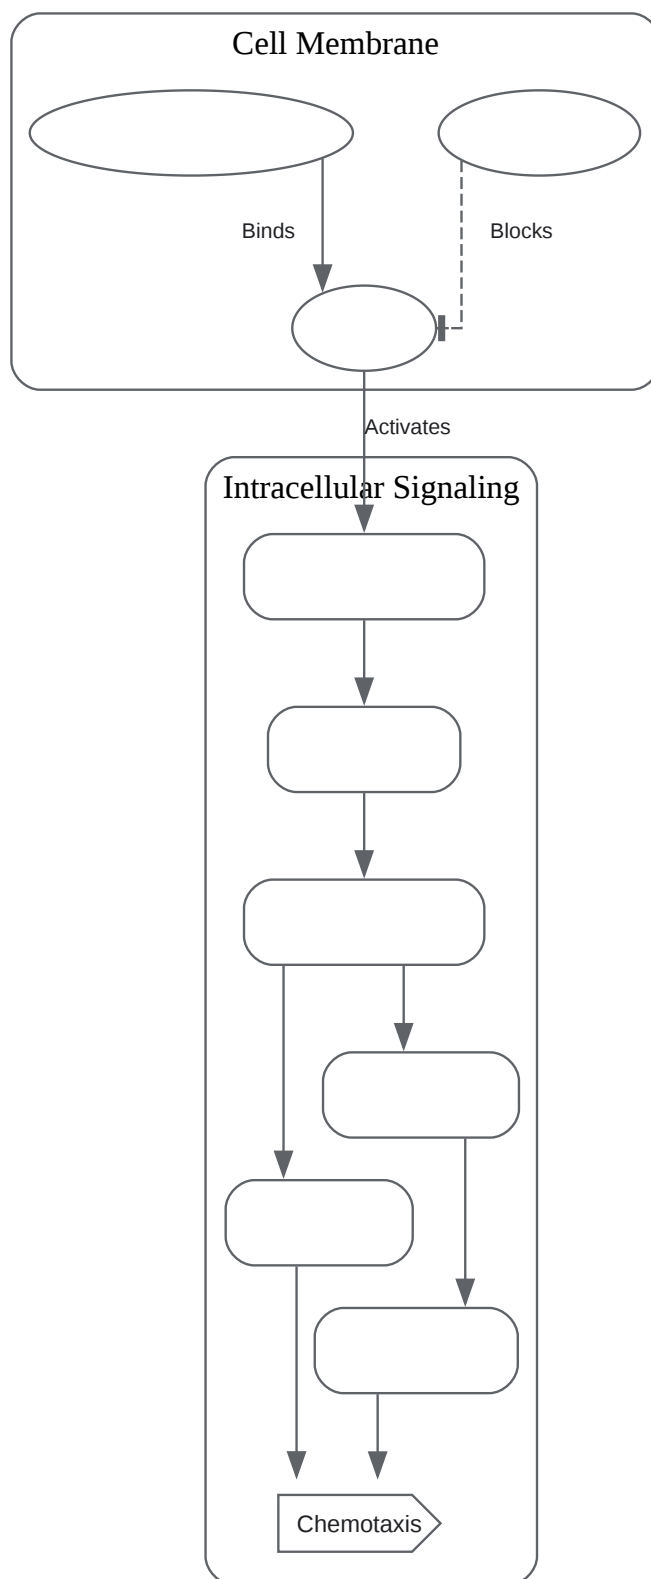 Cell Membrane
Binds
Blocks
Activates
Intracellular Signaling
Chemotaxis